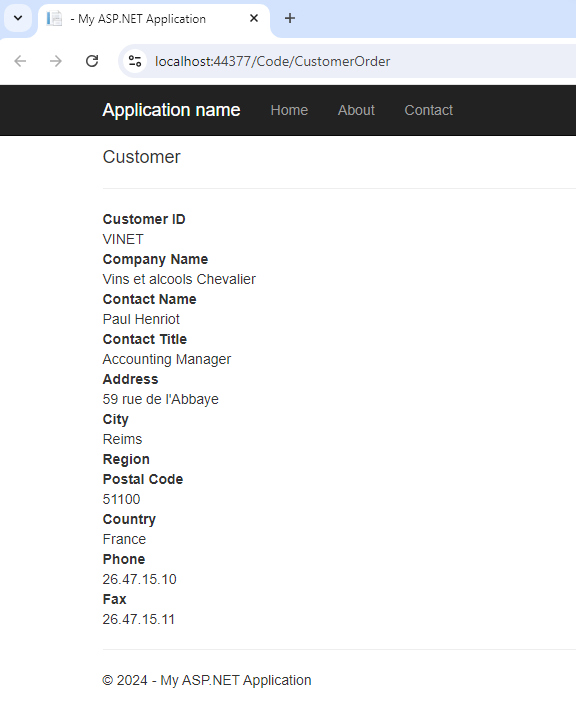 - My ASP.NET Application
localhost:44377/Code/CustomerOrder
Application name Home About Contact
Customer
Customer ID
VINET
Company Name
Vins et alcools Chevalier
Contact Name
Paul Henriot
Contact Title
Accounting Manager
Address
59 rue de l'Abbaye
City
Reims
Region
Postal Code
51100
Country
France
Phone
26.47.15.10
Fax
26.47.15.11
© 2024 - My ASP.NET Application